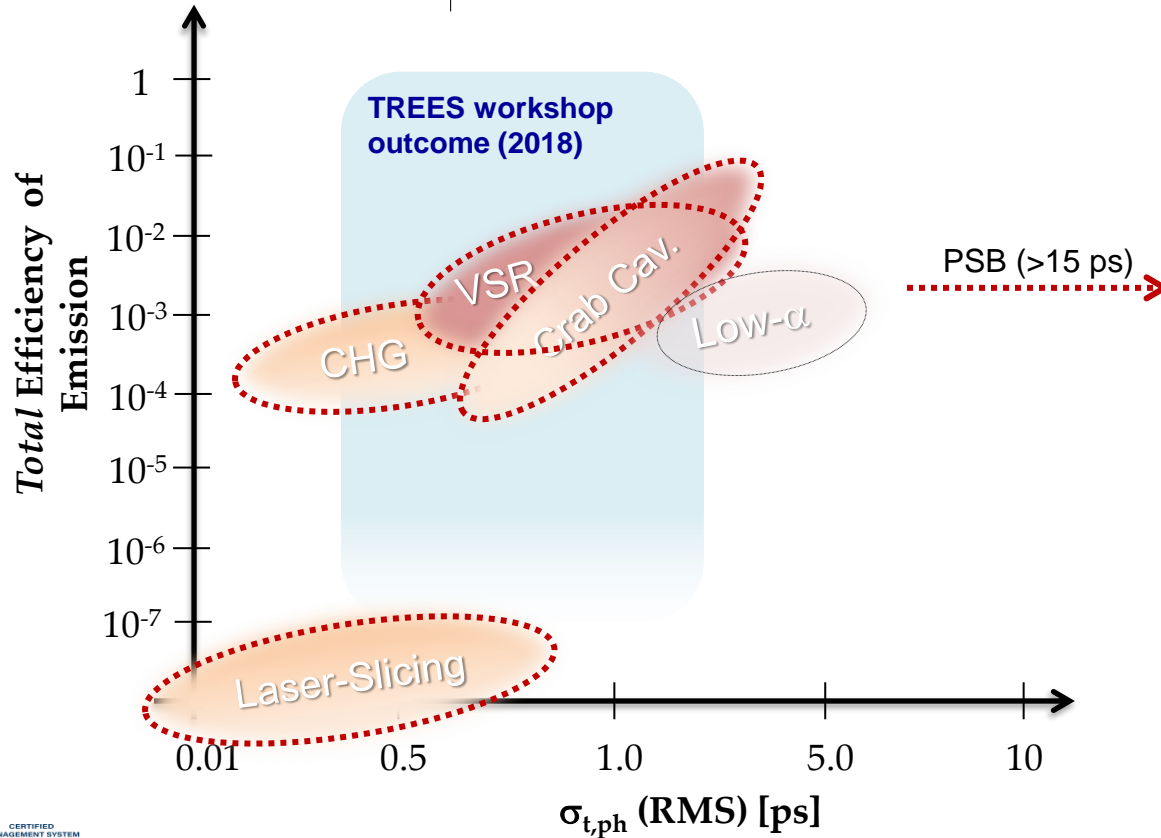 1
10-1
10-2
10-3
10-4
10-5
10-6
10-7
Total Efficiency of
Emission
TREES workshop
outcome (2018)
VSR
Crab Cav.
CHG
Low-α
PSB (>15 ps)
Laser-Slicing
0.01
0.5
1.0
5.0
10
σt,ph (RMS) [ps]
CERTIFIED
NAGEMENT SYSTEM